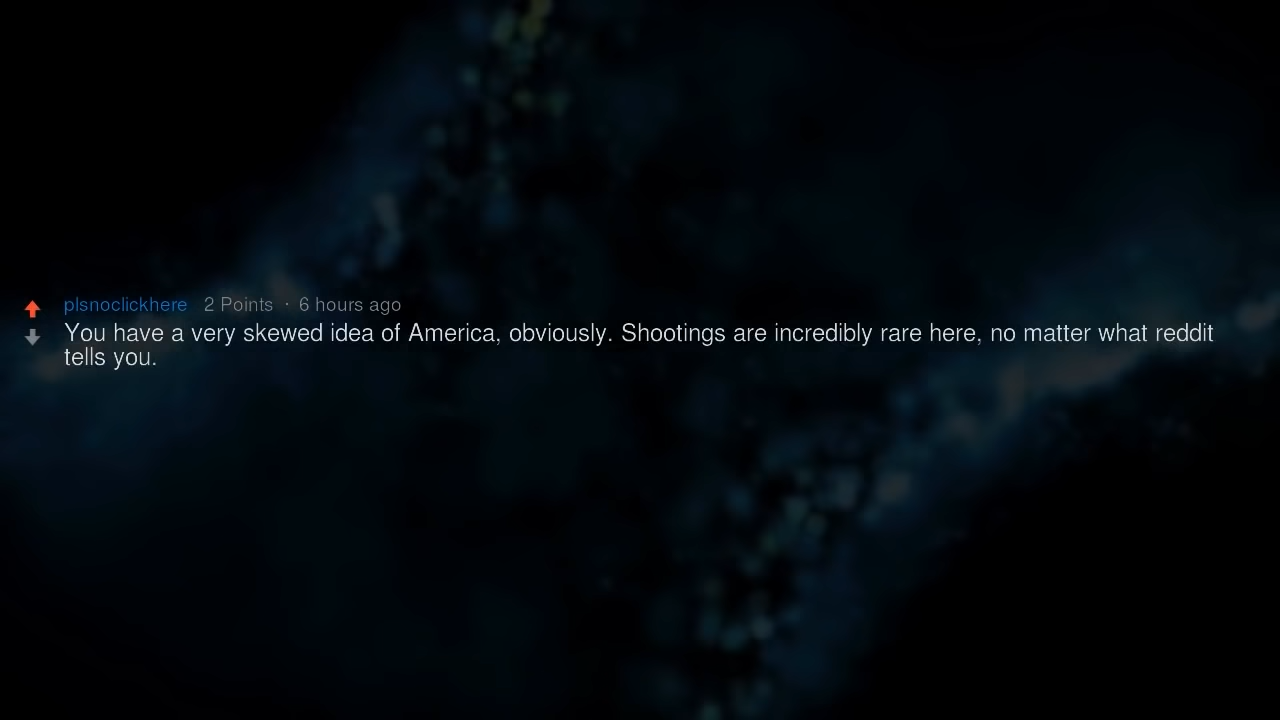 plsnoclickhere 2 Points · 6 hours ago
You have a very skewed idea of America, obviously. Shootings are incredibly rare here, no matter what reddit
tells you.